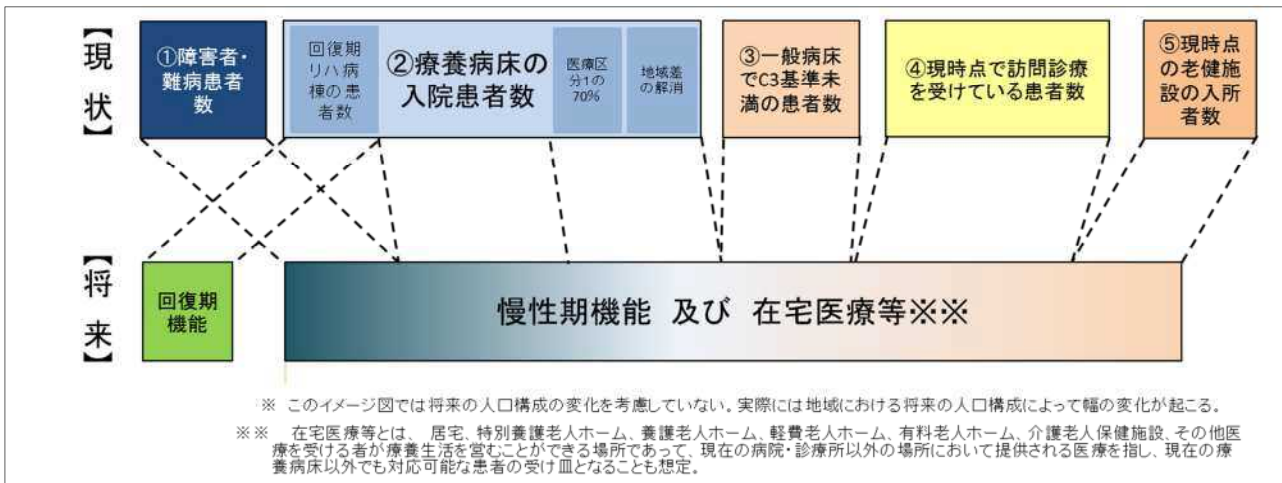 【現状】
①障害者・
難病患者
数
回復期
リハ病
棟の患
者数
②療養病床の
入院患者数
医療区
分1の
70%
地域差
の解消
③一般病床
でC3基準未
満の患者数
④現時点で訪問診療
を受けている患者数
⑤現時点
の老健施
設の入所
者数
【将来】
回復期
機能
慢性期機能 及び 在宅医療等※※
※ このイメージ図では将来の人口構成の変化を考慮していない。実際には地域における将来の人口構成によって幅の変化が起こる。
※※ 在宅医療等とは、 居宅、特別養護老人ホーム、養護老人ホーム、軽費老人ホーム、有料老人ホーム、介護老人保健施設、その他医
療を受ける者が療養生活を営むことができる場所であって、現在の病院・診療所以外の場所において提供される医療を指し、現在の療
養病床以外でも対応可能な患者の受け皿となることも想定。